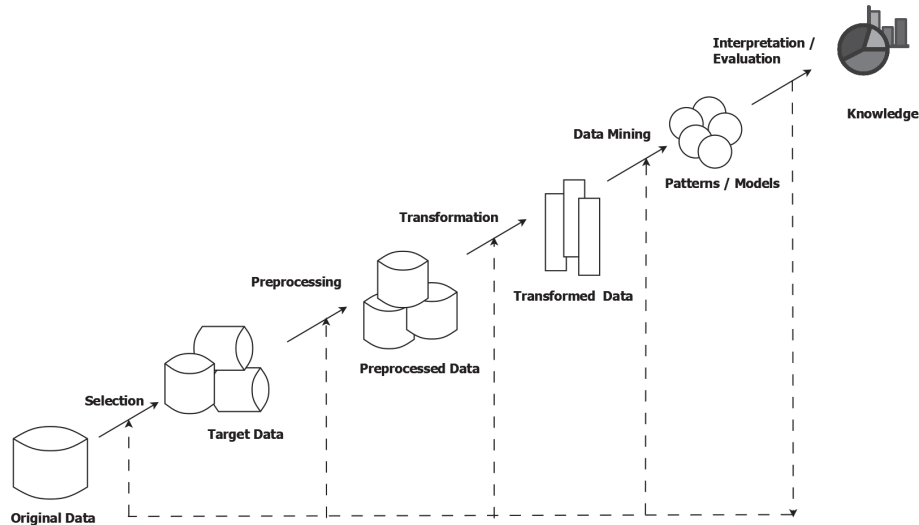 Interpretation /
Evaluation
Knowledge
Data Mining
Patterns / Models
Transformation
Transformed Data
Preprocessing
Preprocessed Data
Selection
Target Data
Original Data